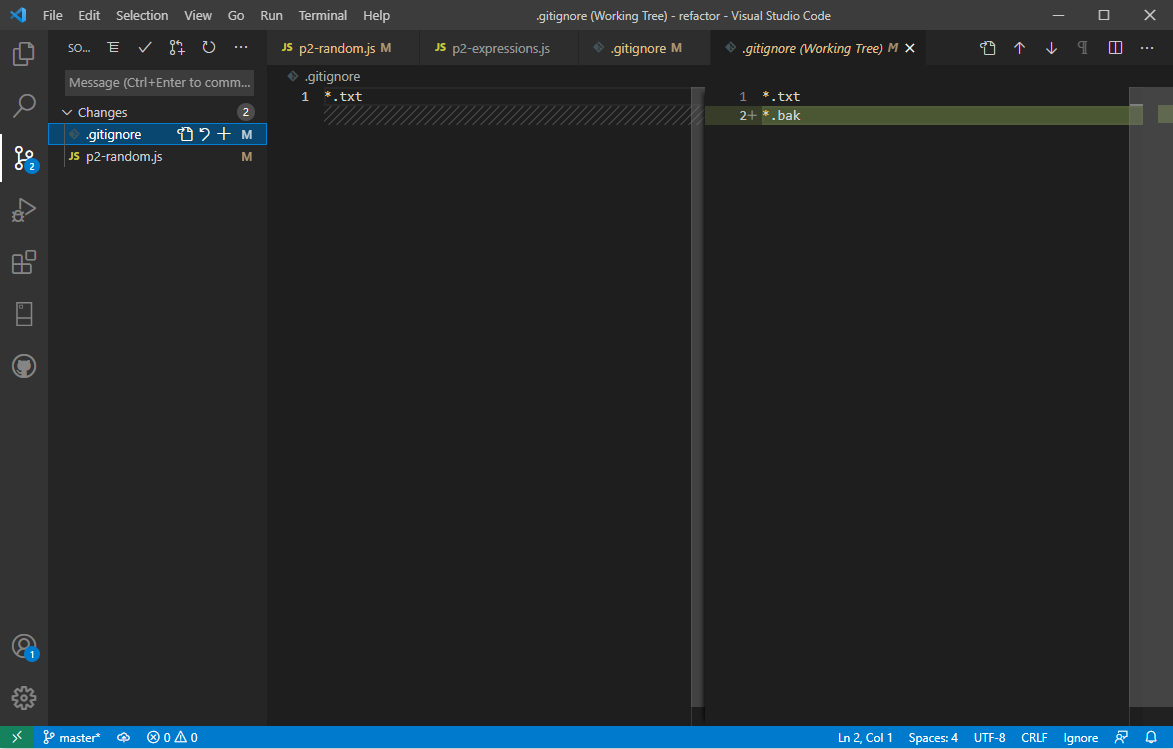 File Edit Selection View Go Run Terminal Help .gitignore (Working Tree) - refactor - Visual Studio Code
SO...
JS p2-random.js M JS p2-expressions.js .gitignore M .gitignore (Working Tree) M
Message (Ctrl+Enter to comm...
.gitignore
Changes 2
.gitignore M
JS p2-random.js M
1 *.txt
1 *.txt
2+ *.bak
2
1
master* 0 0 Ln 2, Col 1 Spaces: 4 UTF-8 CRLF Ignore